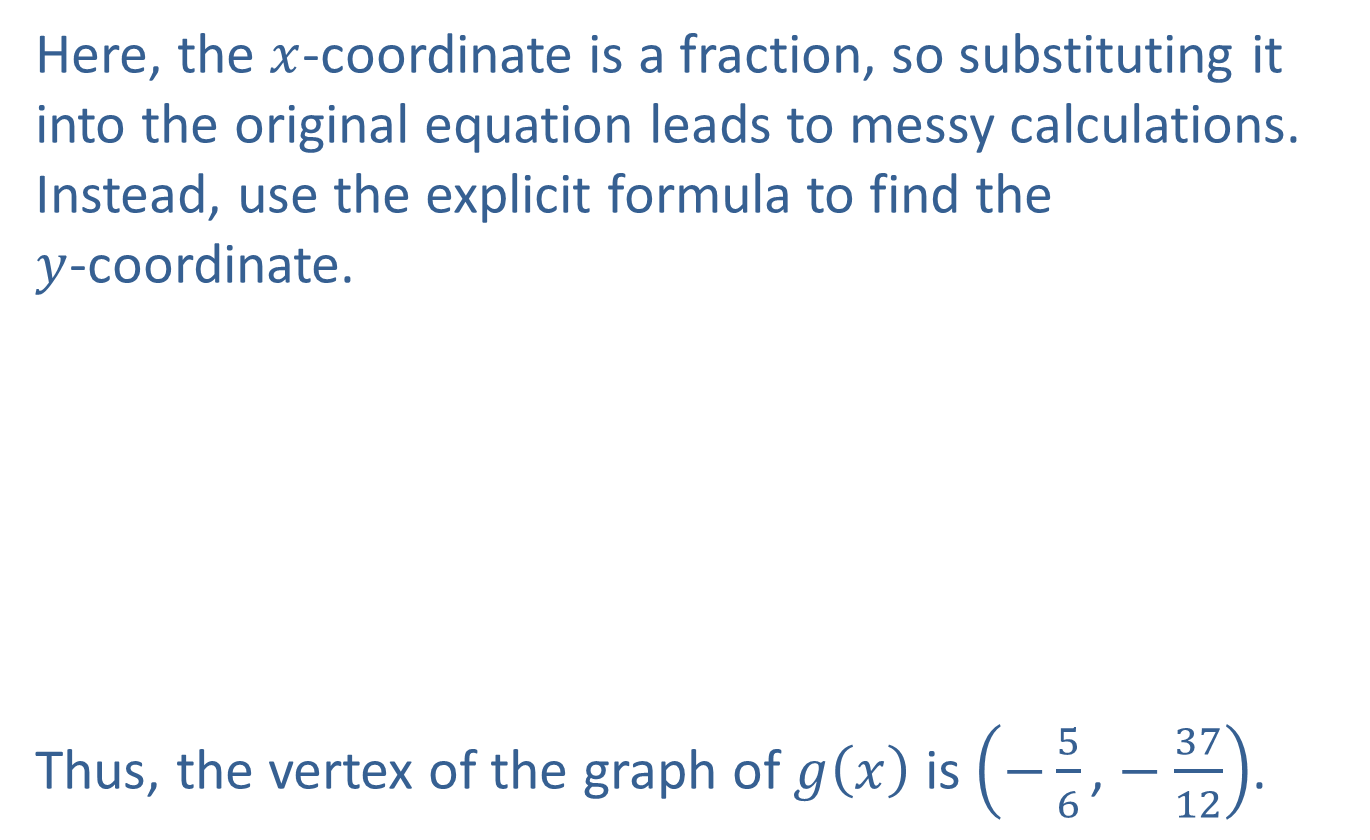 Here, the x-coordinate is a fraction, so substituting it
into the original equation leads to messy calculations.
Instead, use the explicit formula to find the
y-coordinate.
Thus, the vertex of the graph of g(x) is (−5/6, −37/12).